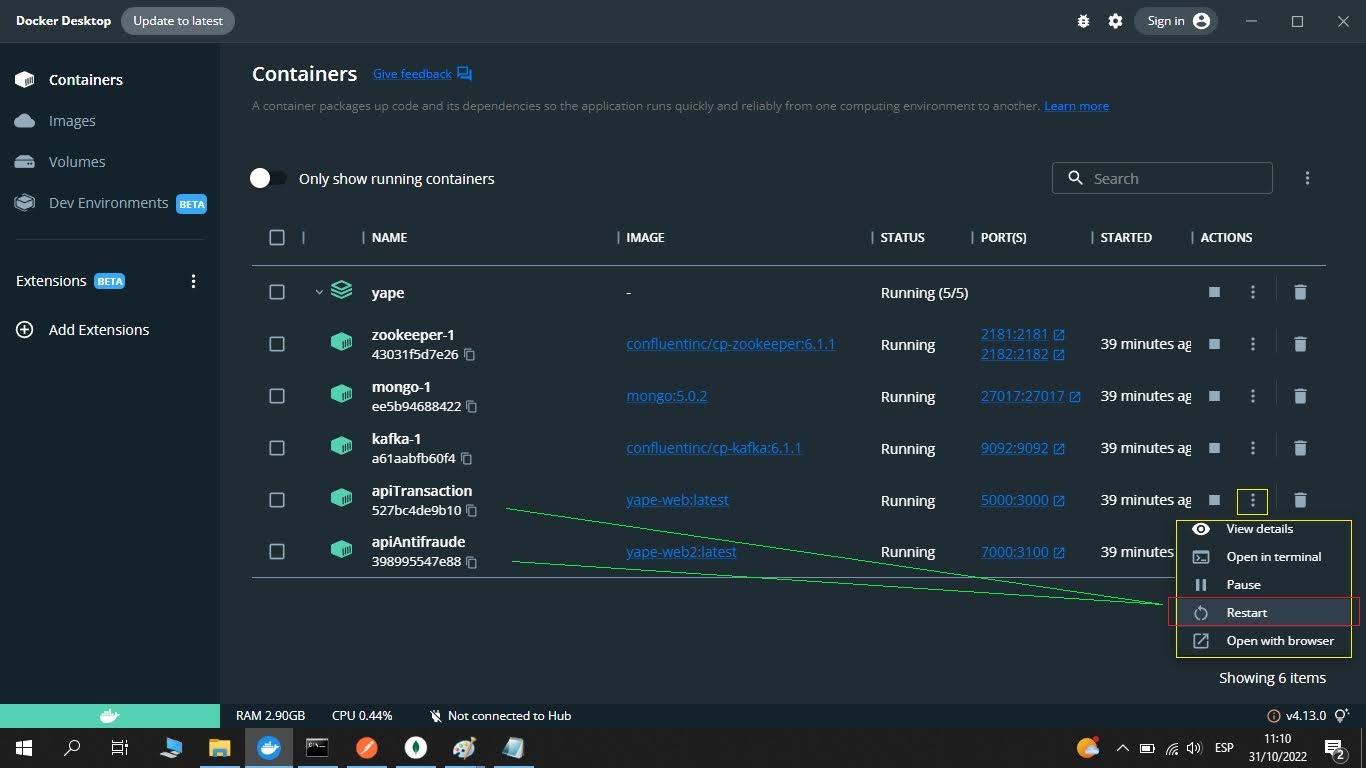 Docker Desktop Update to latest Sign in
Containers
Images
Volumes
Dev Environments BETA
Extensions BETA
Add Extensions
Containers Give feedback
A container packages up code and its dependencies so the application runs quickly and reliably from one computing environment to another. Learn more
Only show running containers Search
NAME IMAGE STATUS PORT(S) STARTED ACTIONS
yape - Running (5/5)
zookeeper-1
43031f5d7e26 confluentinc/cp-zookeeper:6.1.1 Running 2181:2181 2182:2182 39 minutes ag
mongo-1
ee5b94688422 mongo:5.0.2 Running 27017:27017 39 minutes ag
kafka-1
a61aabfb60f4 confluentinc/cp-kafka:6.1.1 Running 9092:9092 39 minutes ag
apiTransaction
527bc4de9b10 yape-web:latest Running 5000:3000 39 minutes ag
apiAntifraude
398995547e88 yape-web2:latest Running 7000:3100 39 minutes
View details
Open in terminal
Pause
Restart
Open with browser
Showing 6 items
RAM 2.90GB CPU 0.44% Not connected to Hub v4.13.0
ESP 11:10
31/10/2022 2